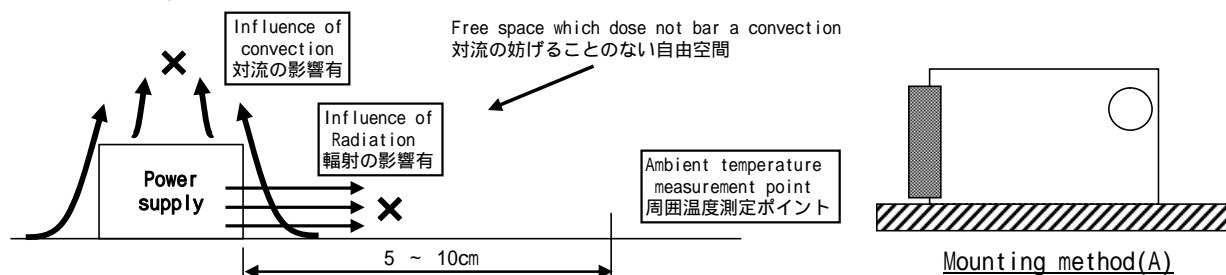 Influence of
convection
対流の影響有
Free space which dose not bar a convection
対流の妨げることのない自由空間
Influence of
Radiation
輻射の影響有
Power
supply
Ambient temperature
measurement point
周囲温度測定ポイント
5 ~ 10cm
Mounting method(A)